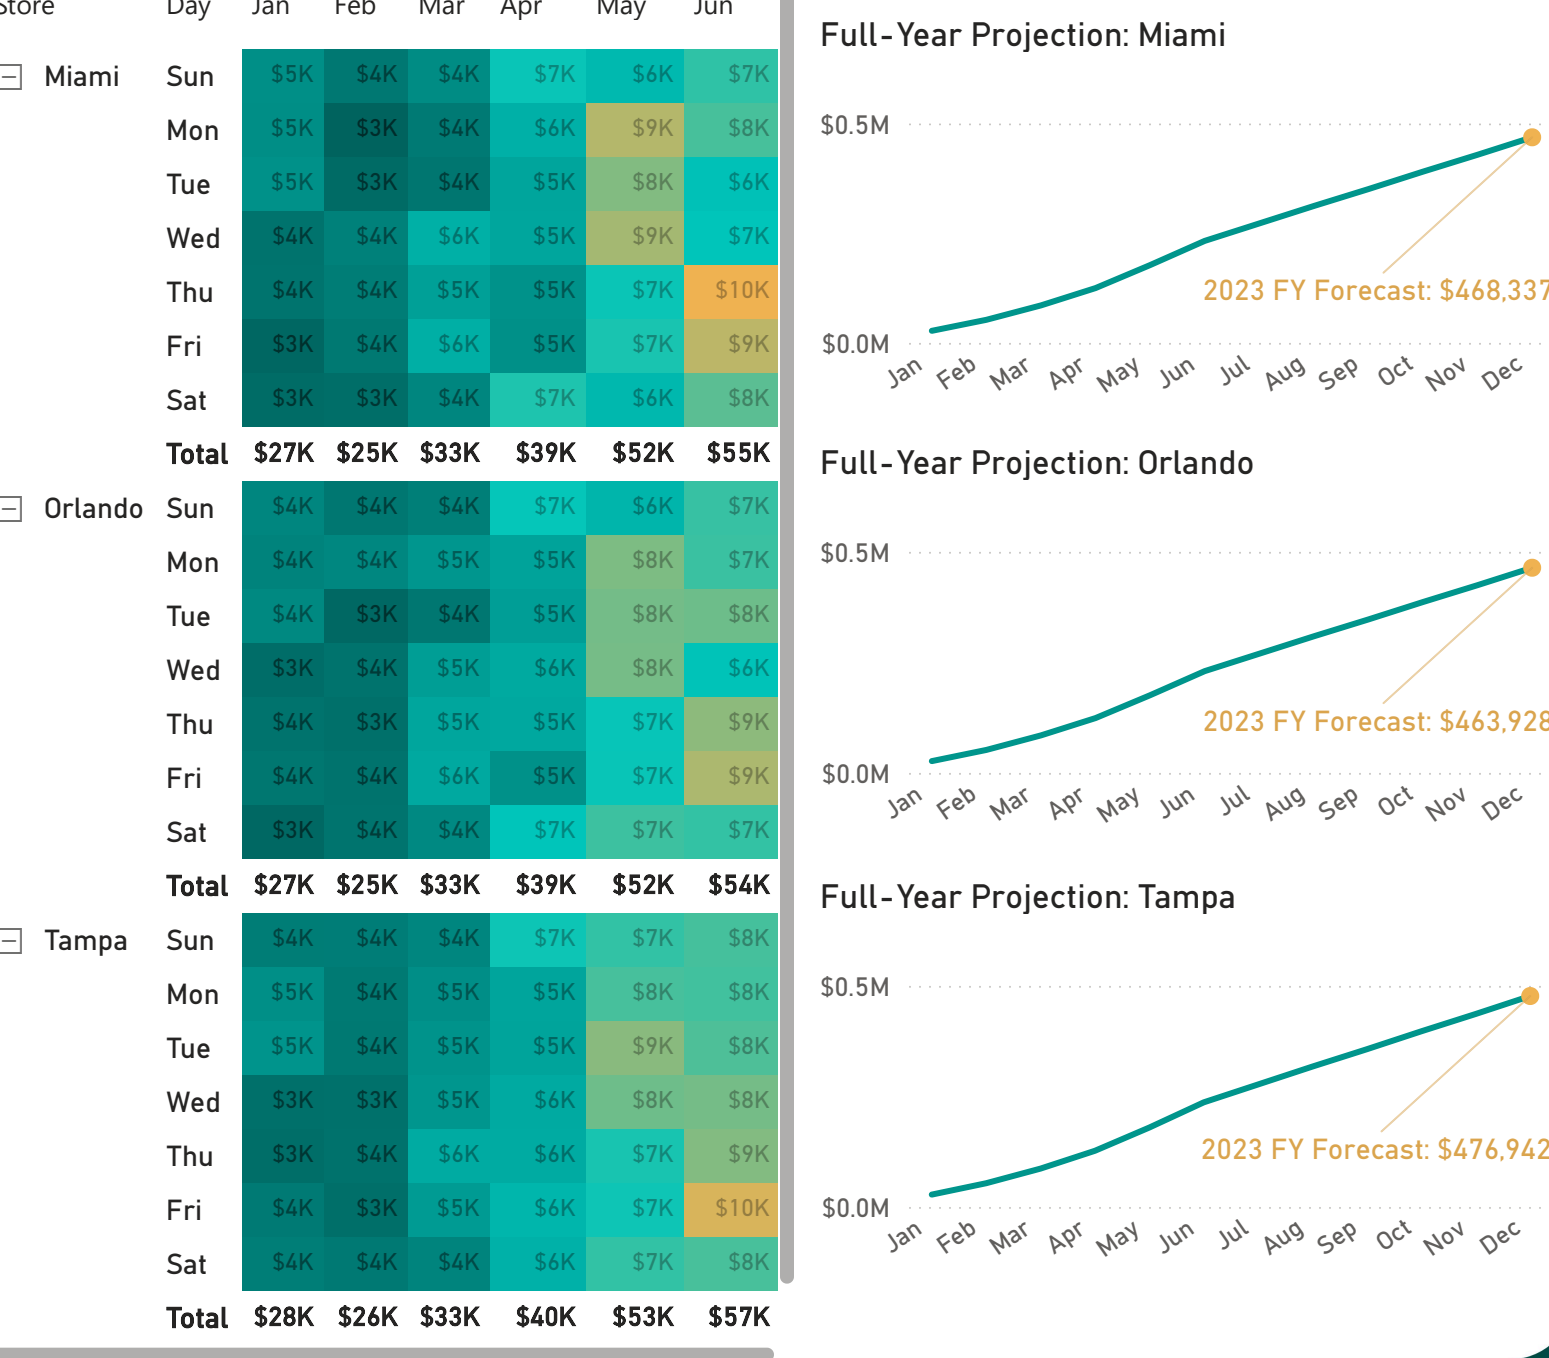 Store Day Jan Feb Mar Apr May Jun
Miami Sun $5K $4K $4K $7K $6K $7K
Mon $5K $3K $4K $6K $9K $8K
Tue $5K $3K $4K $5K $8K $6K
Wed $4K $4K $6K $5K $9K $7K
Thu $4K $4K $5K $5K $7K $10K
Fri $3K $4K $6K $5K $7K $9K
Sat $3K $3K $4K $7K $6K $8K
Total $27K $25K $33K $39K $52K $55K
Orlando Sun $4K $4K $4K $7K $6K $7K
Mon $4K $4K $5K $5K $8K $7K
Tue $4K $3K $4K $5K $8K $8K
Wed $3K $4K $5K $6K $8K $6K
Thu $4K $3K $5K $5K $7K $9K
Fri $4K $4K $6K $5K $7K $9K
Sat $3K $4K $4K $7K $7K $7K
Total $27K $25K $33K $39K $52K $54K
Tampa Sun $4K $4K $4K $7K $7K $8K
Mon $5K $4K $5K $5K $8K $8K
Tue $5K $4K $5K $5K $9K $8K
Wed $3K $3K $5K $6K $8K $8K
Thu $3K $4K $6K $6K $7K $9K
Fri $4K $3K $5K $6K $7K $10K
Sat $4K $4K $4K $6K $7K $8K
Total $28K $26K $33K $40K $53K $57K
Full-Year Projection: Miami
$0.5M
2023 FY Forecast: $468,337
$0.0M
Jan Feb Mar Apr May Jun Jul Aug Sep Oct Nov Dec
Full-Year Projection: Orlando
$0.5M
2023 FY Forecast: $463,928
$0.0M
Jan Feb Mar Apr May Jun Jul Aug Sep Oct Nov Dec
Full-Year Projection: Tampa
$0.5M
2023 FY Forecast: $476,942
$0.0M
Jan Feb Mar Apr May Jun Jul Aug Sep Oct Nov Dec